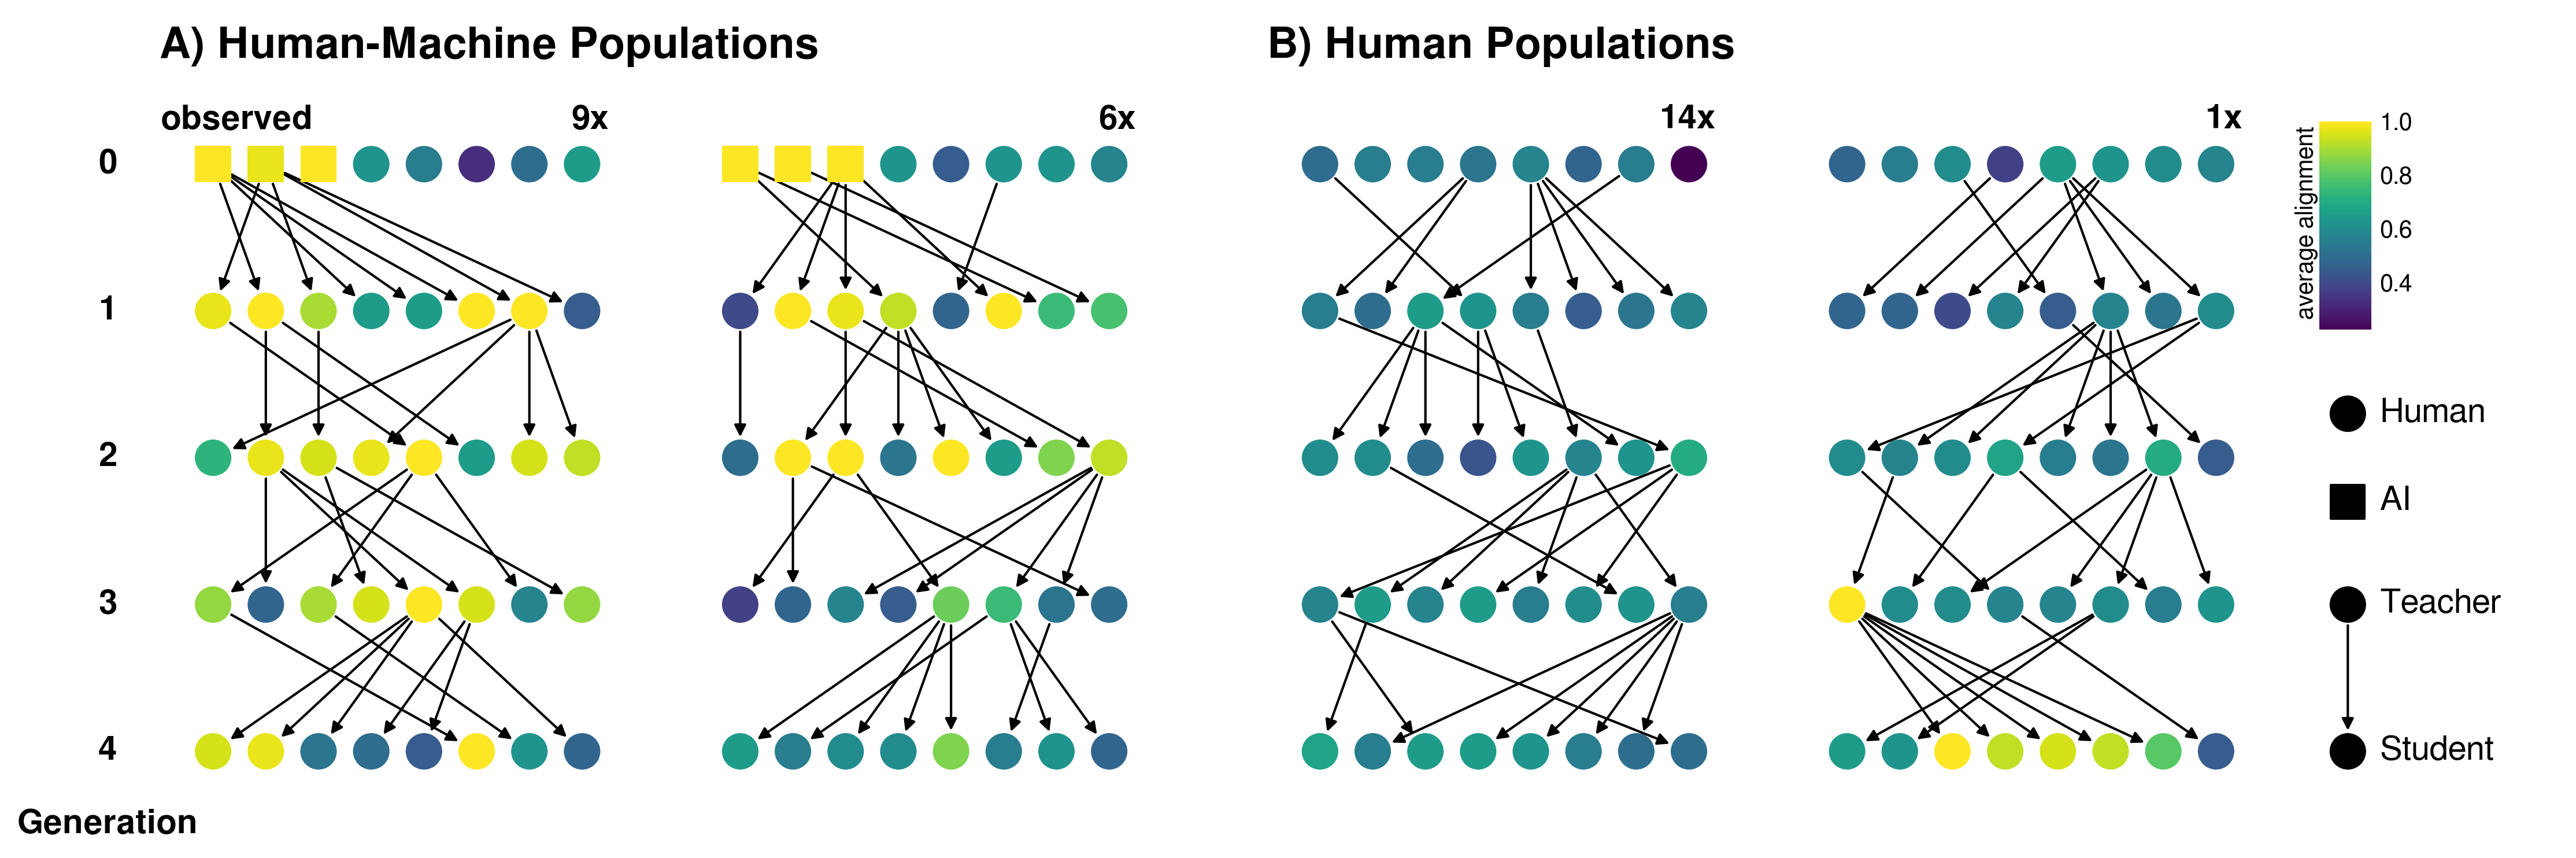 A) Human-Machine Populations
B) Human Populations
observed
9x
6x
14x
1x
0
1
2
3
4
Generation
average alignment
1.0
0.8
0.6
0.4
Human
AI
Teacher
Student